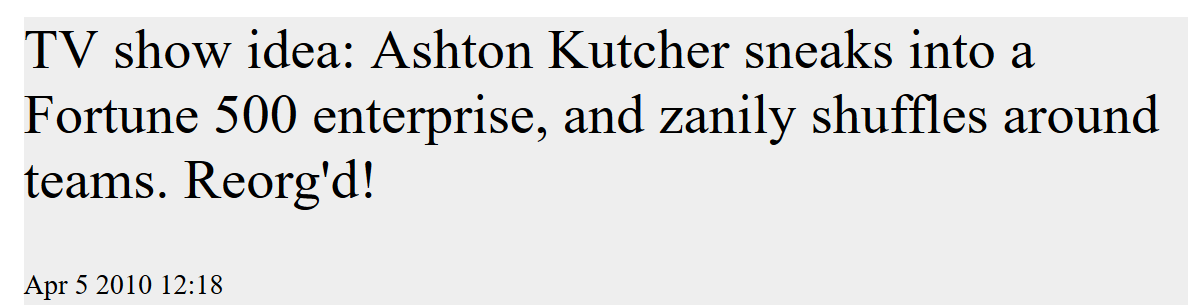 TV show idea: Ashton Kutcher sneaks into a
Fortune 500 enterprise, and zanily shuffles around
teams. Reorg'd!
Apr 5 2010 12:18